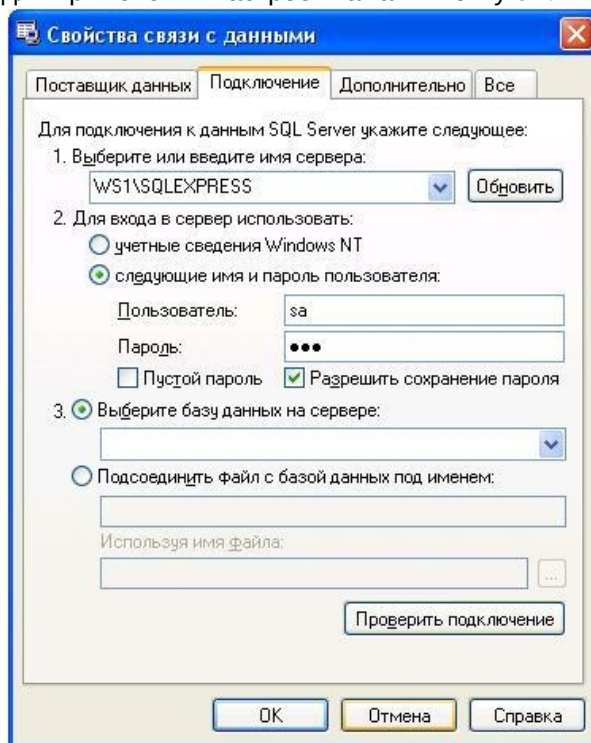 Свойства связи с данными
Поставщик данных Подключение Дополнительно Все
Для подключения к данным SQL Server укажите следующее:
1. Выберите или введите имя сервера:
WS1\SQLEXPRESS Обновить
2. Для входа в сервер использовать:
учетные сведения Windows NT
следующие имя и пароль пользователя:
Пользователь: sa
Пароль: •••
Пустой пароль Разрешить сохранение пароля
3. Выберите базу данных на сервере:
Подсоединить файл с базой данных под именем:
Используя имя файла:
...
Проверить подключение
OK Отмена Справка